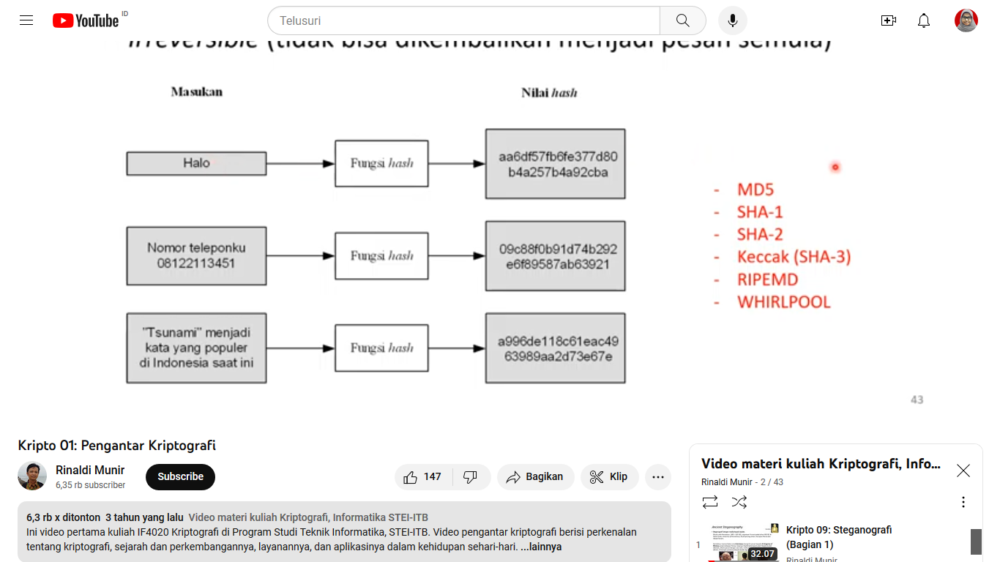 YouTube ID
Telusuri
irreversible (tidak bisa dikembalikan menjadi pesan semula)
Masukan
Nilai hash
Halo
Fungsi hash
aa6df57fb6fe377d80
b4a257b4a92cba
Nomor teleponku
08122113451
Fungsi hash
09c88f0b91d74b292
e6f89587ab63921
"Tsunami" menjadi
kata yang populer
di Indonesia saat ini
Fungsi hash
a996de118c61eac49
63989aa2d73e67e
- MD5
- SHA-1
- SHA-2
- Keccak (SHA-3)
- RIPEMD
- WHIRLPOOL
43
Kripto 01: Pengantar Kriptografi
Rinaldi Munir
6,35 rb subscriber
Subscribe
147
Bagikan
Klip
6,3 rb x ditonton 3 tahun yang lalu Video materi kuliah Kriptografi, Informatika STEI-ITB
Ini video pertama kuliah IF4020 Kriptografi di Program Studi Teknik Informatika, STEI-ITB. Video pengantar kriptografi berisi perkenalan
tentang kriptografi, sejarah dan perkembangannya, layanannya, dan aplikasinya dalam kehidupan sehari-hari. ...lainnya
Video materi kuliah Kriptografi, Info...
Rinaldi Munir - 2 / 43
1
Ancient Steganography
32.07
Kripto 09: Steganografi
(Bagian 1)
Rinaldi Munir